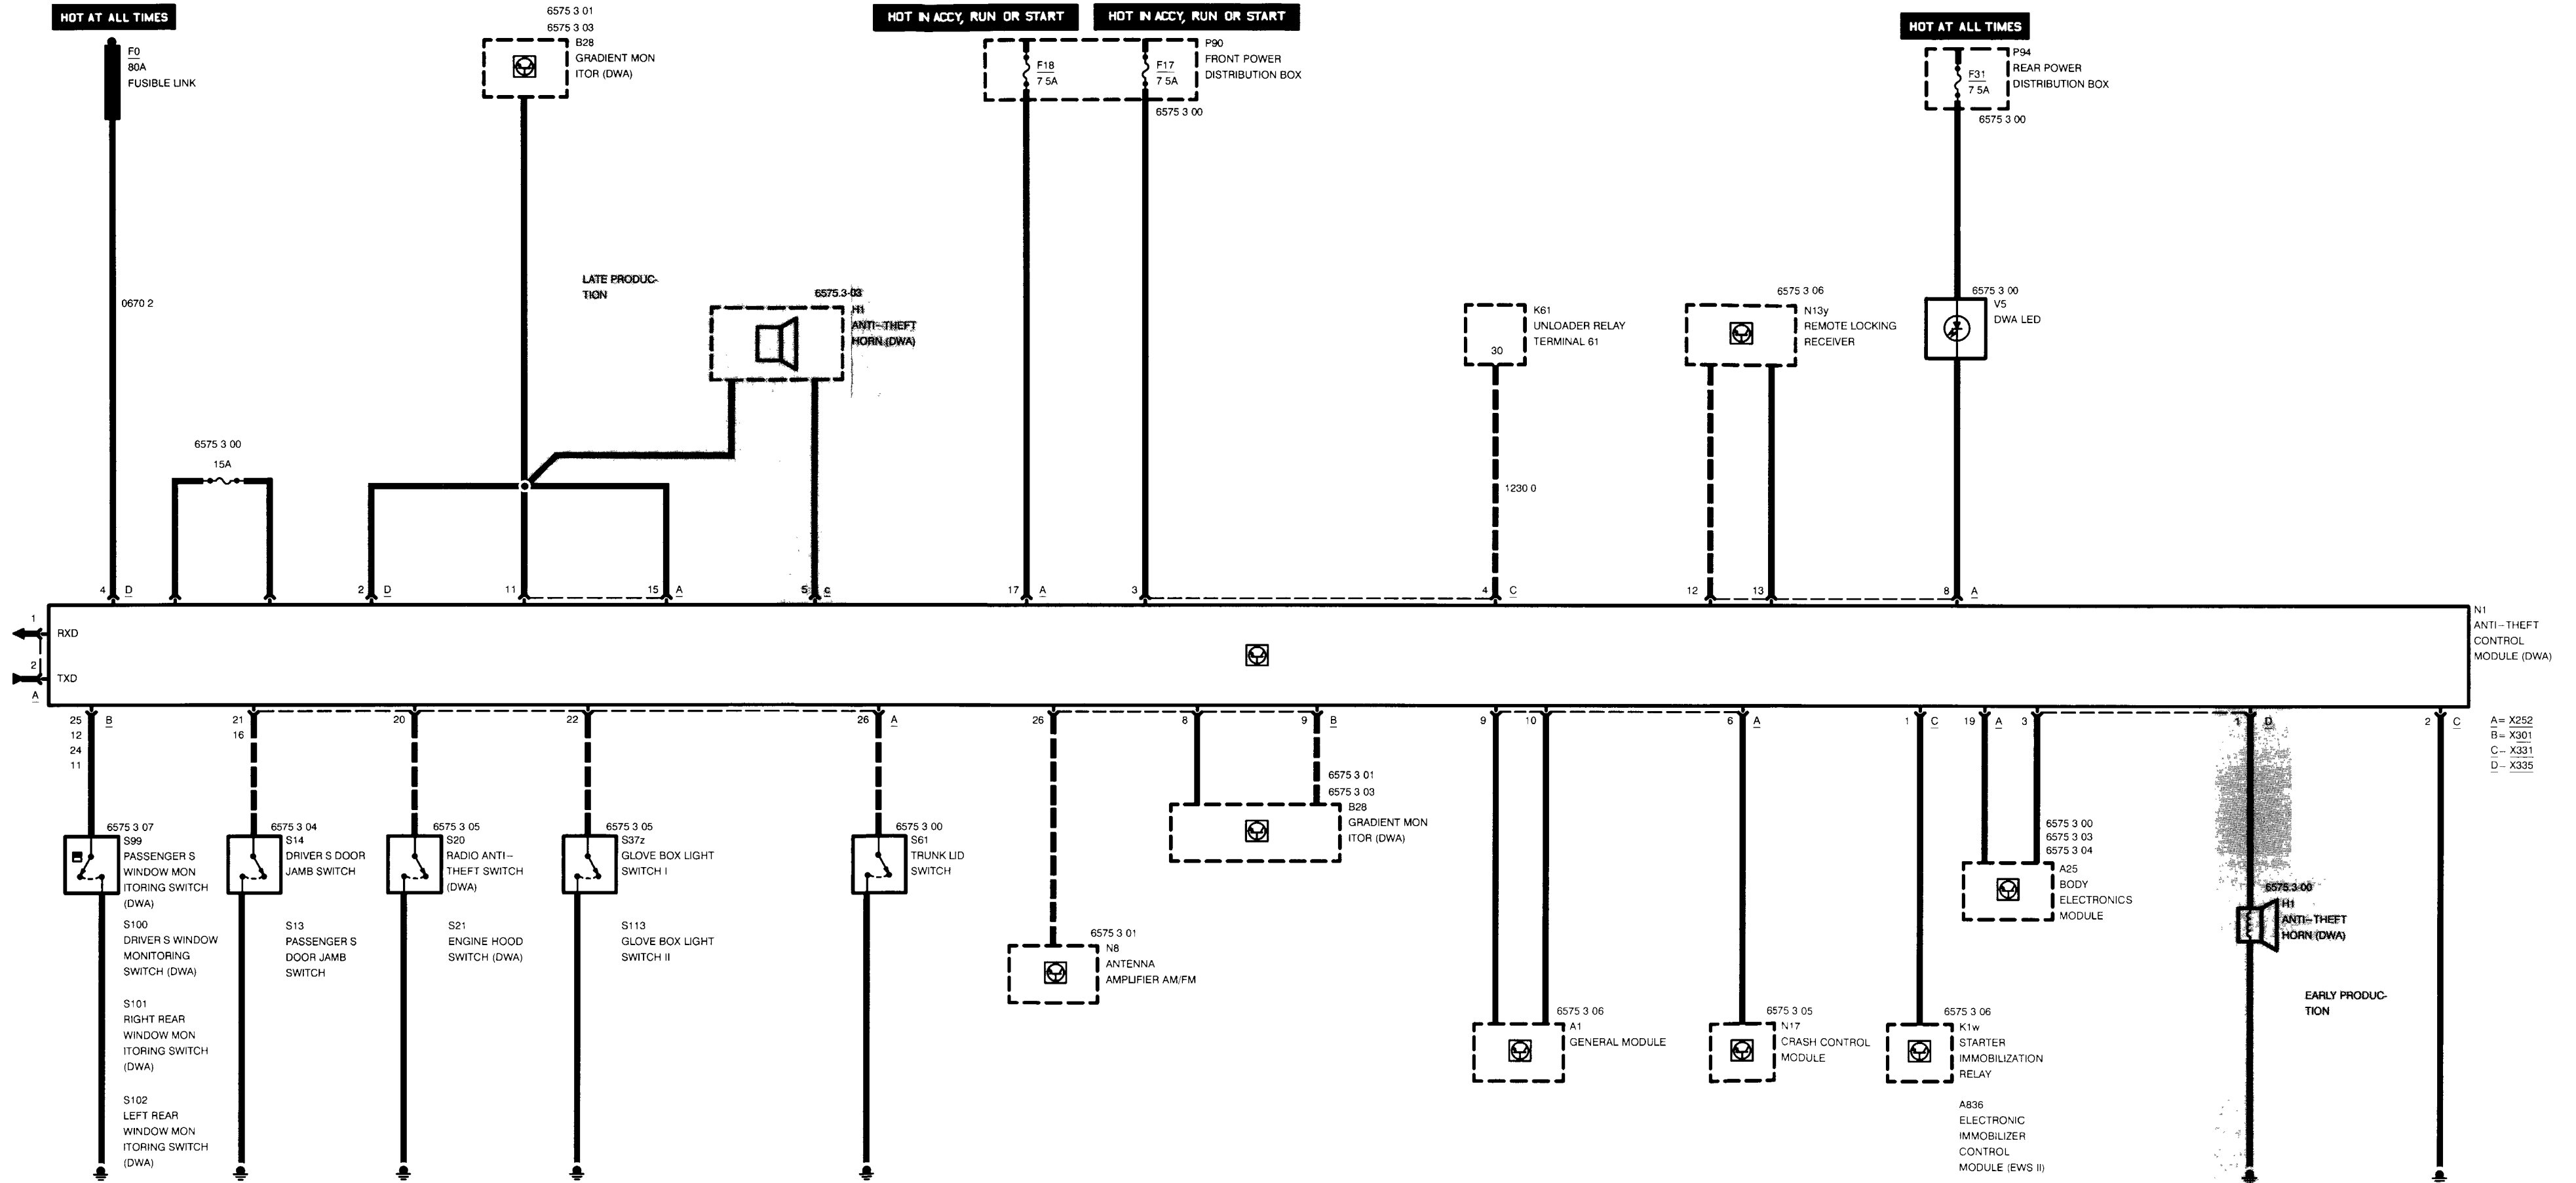 HOT AT ALL TIMES
F0
80A
FUSIBLE LINK
0670 2
6575 3 01
6575 3 03
B28
GRADIENT MON
ITOR (DWA)
HOT IN ACCY, RUN OR START
HOT IN ACCY, RUN OR START
F18
7 5A
F17
7 5A
P90
FRONT POWER
DISTRIBUTION BOX
6575 3 00
HOT AT ALL TIMES
F31
7 5A
P94
REAR POWER
DISTRIBUTION BOX
6575 3 00
LATE PRODUC-
TION
6575.3-03
H1
ANTI-THEFT
HORN (DWA)
K61
UNLOADER RELAY
TERMINAL 61
30
1230 0
6575 3 06
N13y
REMOTE LOCKING
RECEIVER
6575 3 00
V5
DWA LED
6575 3 00
15A
4 D
2 D
11
15 A
5 c
17 A
3
4 C
12
13
8 A
1
RXD
2
TXD
A
N1
ANTI-THEFT
CONTROL
MODULE (DWA)
25 B
12
24
11
21
16
20
22
26 A
26
8
9 B
9
10
6 A
1 C
19 A
3
1 D
2 C
A= X252
B= X301
C- X331
D- X335
6575 3 07
S99
PASSENGER S
WINDOW MON
ITORING SWITCH
(DWA)
S100
DRIVER S WINDOW
MONITORING
SWITCH (DWA)
S101
RIGHT REAR
WINDOW MON
ITORING SWITCH
(DWA)
S102
LEFT REAR
WINDOW MON
ITORING SWITCH
(DWA)
6575 3 04
S14
DRIVER S DOOR
JAMB SWITCH
S13
PASSENGER S
DOOR JAMB
SWITCH
6575 3 05
S20
RADIO ANTI-
THEFT SWITCH
(DWA)
S21
ENGINE HOOD
SWITCH (DWA)
6575 3 05
S37z
GLOVE BOX LIGHT
SWITCH I
S113
GLOVE BOX LIGHT
SWITCH II
6575 3 00
S61
TRUNK LID
SWITCH
6575 3 01
N8
ANTENNA
AMPLIFIER AM/FM
6575 3 01
6575 3 03
B28
GRADIENT MON
ITOR (DWA)
6575 3 06
A1
GENERAL MODULE
6575 3 05
N17
CRASH CONTROL
MODULE
6575 3 06
K1w
STARTER
IMMOBILIZATION
RELAY
A836
ELECTRONIC
IMMOBILIZER
CONTROL
MODULE (EWS II)
6575 3 00
6575 3 03
6575 3 04
A25
BODY
ELECTRONICS
MODULE
6575.3-00
H1
ANTI-THEFT
HORN (DWA)
EARLY PRODUC-
TION